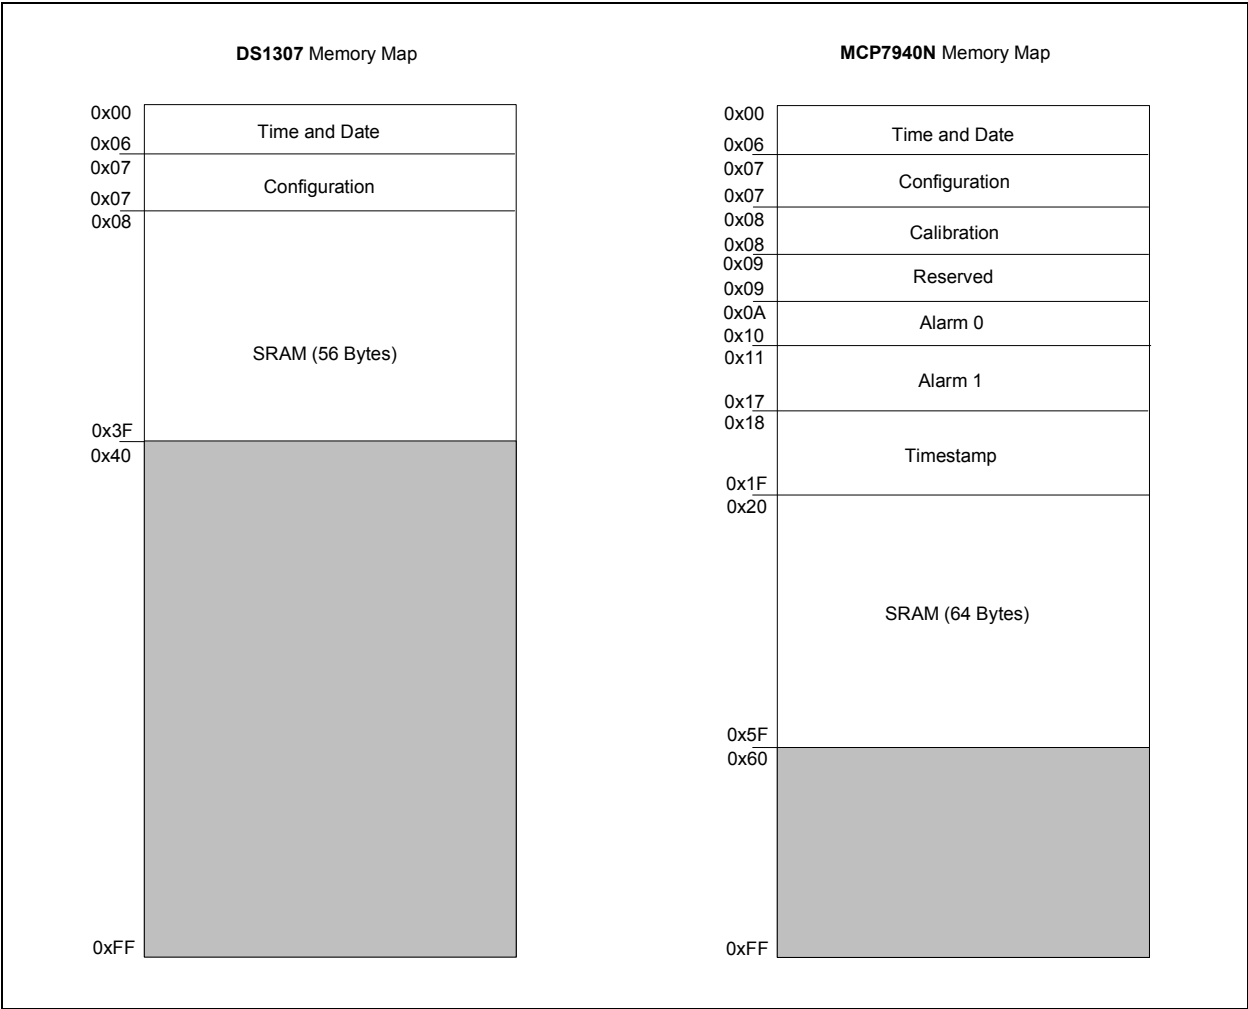 DS1307 Memory Map
0x00
Time and Date
0x06
0x07
Configuration
0x07
0x08
SRAM (56 Bytes)
0x3F
0x40
0xFF
MCP7940N Memory Map
0x00
Time and Date
0x06
0x07
Configuration
0x07
0x08
Calibration
0x08
0x09
Reserved
0x09
0x0A
Alarm 0
0x10
0x11
Alarm 1
0x17
0x18
Timestamp
0x1F
0x20
SRAM (64 Bytes)
0x5F
0x60
0xFF